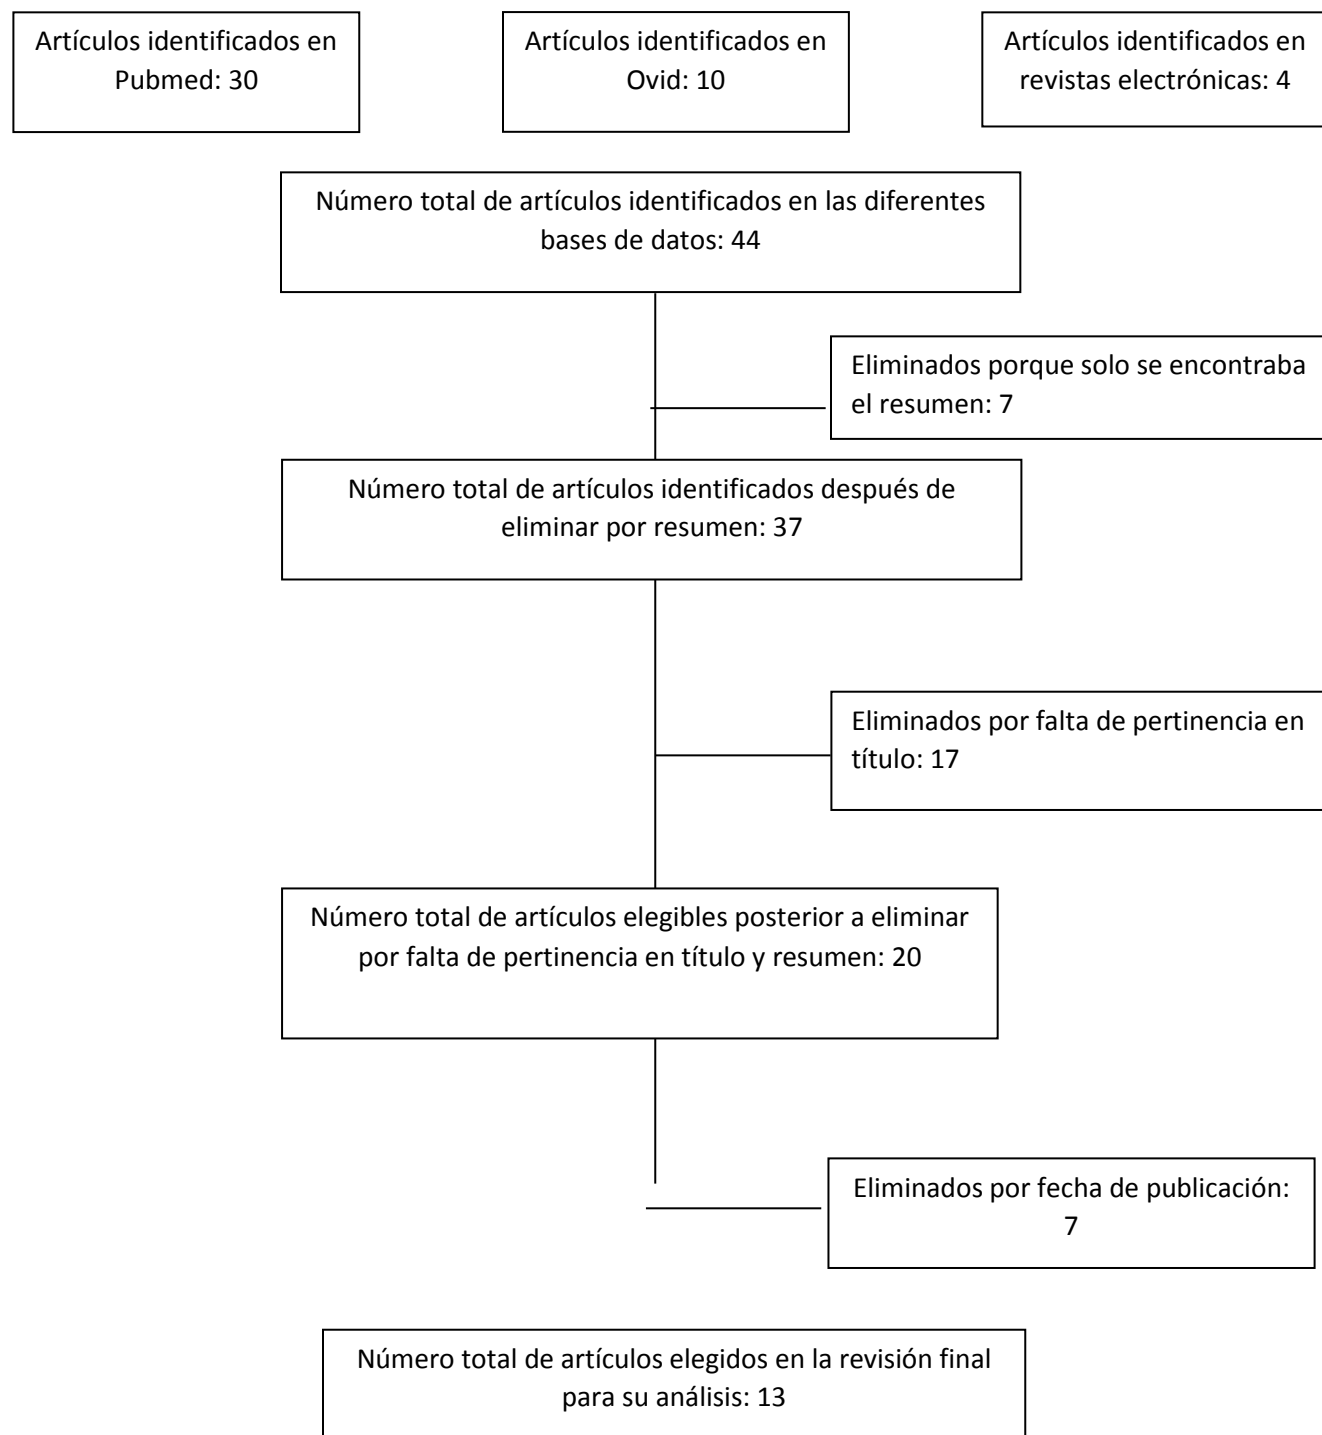 Artículos identificados en
Pubmed: 30
Artículos identificados en
Ovid: 10
Artículos identificados en
revistas electrónicas: 4
Número total de artículos identificados en las diferentes
bases de datos: 44
Eliminados porque solo se encontraba
el resumen: 7
Número total de artículos identificados después de
eliminar por resumen: 37
Eliminados por falta de pertinencia en
título: 17
Número total de artículos elegibles posterior a eliminar
por falta de pertinencia en título y resumen: 20
Eliminados por fecha de publicación:
7
Número total de artículos elegidos en la revisión final
para su análisis: 13